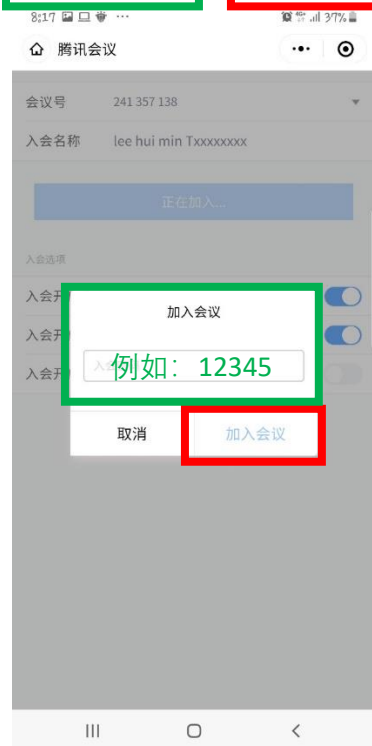 8:17 ... 4G+ 37%
腾讯会议
会议号 241 357 138
入会名称 lee hui min Txxxxxxxx
正在加入...
入会选项
入会开
加入会议
入会开
入会开
例如：12345
取消 加入会议